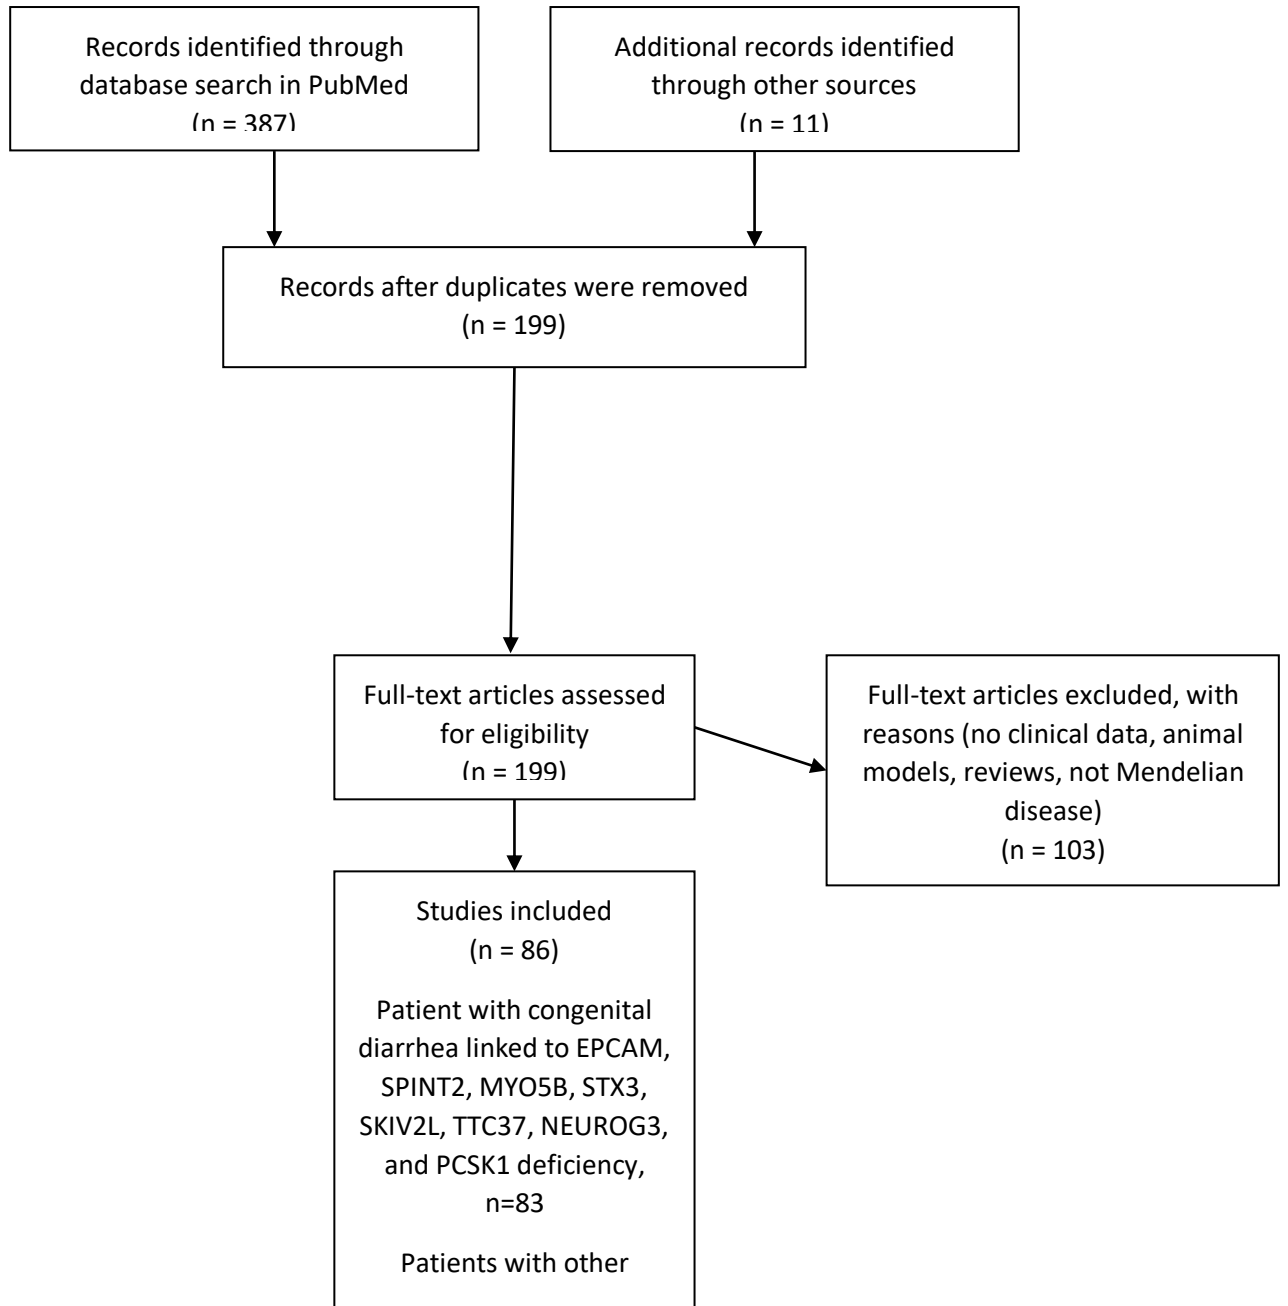 Records identified through
database search in PubMed
(n = 387)
Additional records identified
through other sources
(n = 11)
Records after duplicates were removed
(n = 199)
Full-text articles assessed
for eligibility
(n = 199)
Full-text articles excluded, with
reasons (no clinical data, animal
models, reviews, not Mendelian
disease)
(n = 103)
Studies included
(n = 86)
Patient with congenital
diarrhea linked to EPCAM,
SPINT2, MYO5B, STX3,
SKIV2L, TTC37, NEUROG3,
and PCSK1 deficiency,
n=83
Patients with other